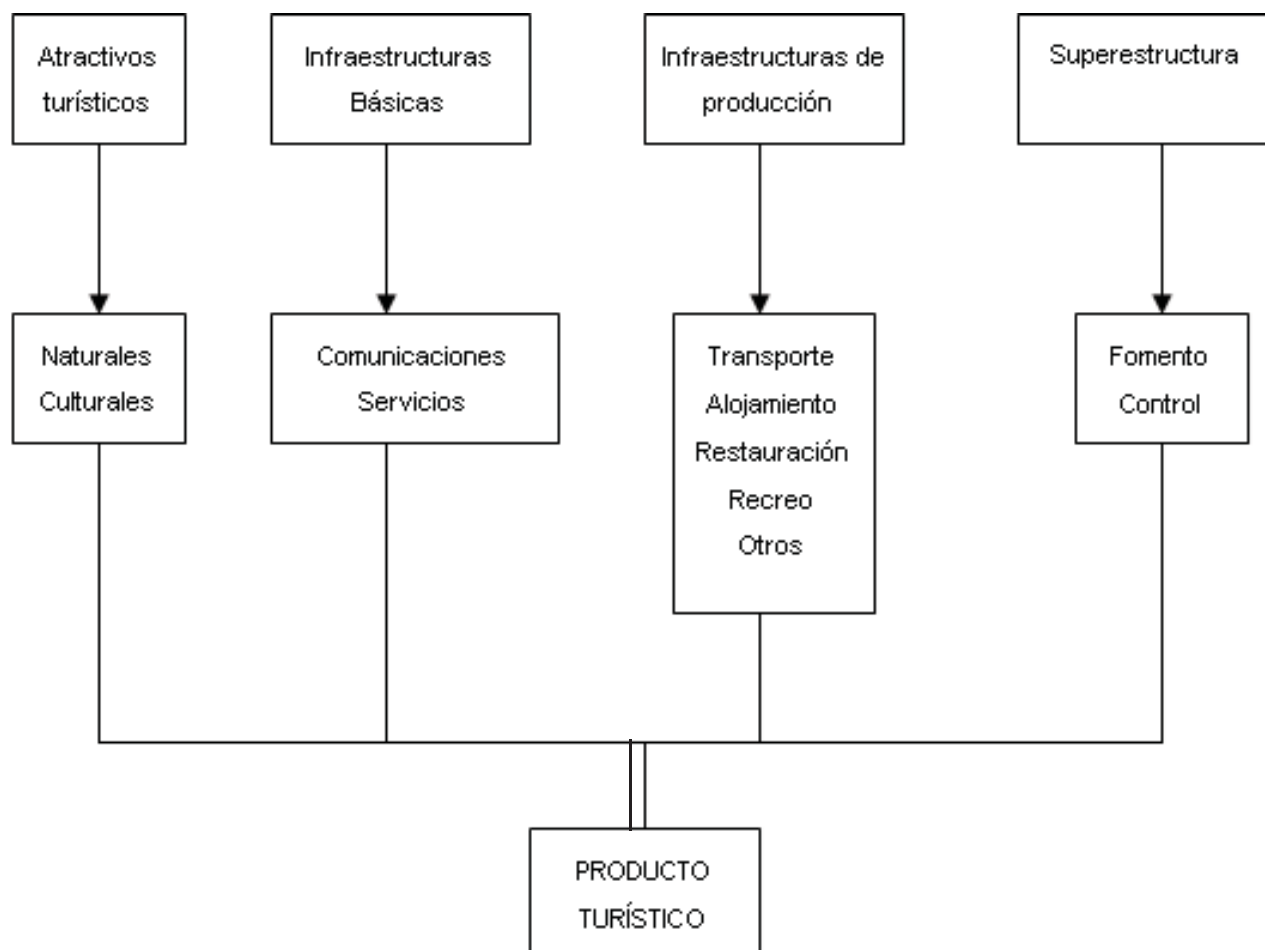 Atractivos
turísticos
Infraestructuras
Básicas
Infraestructuras de
producción
Superestructura
Naturales
Culturales
Comunicaciones
Servicios
Transporte
Alojamiento
Restauración
Recreo
Otros
Fomento
Control
PRODUCTO
TURÍSTICO